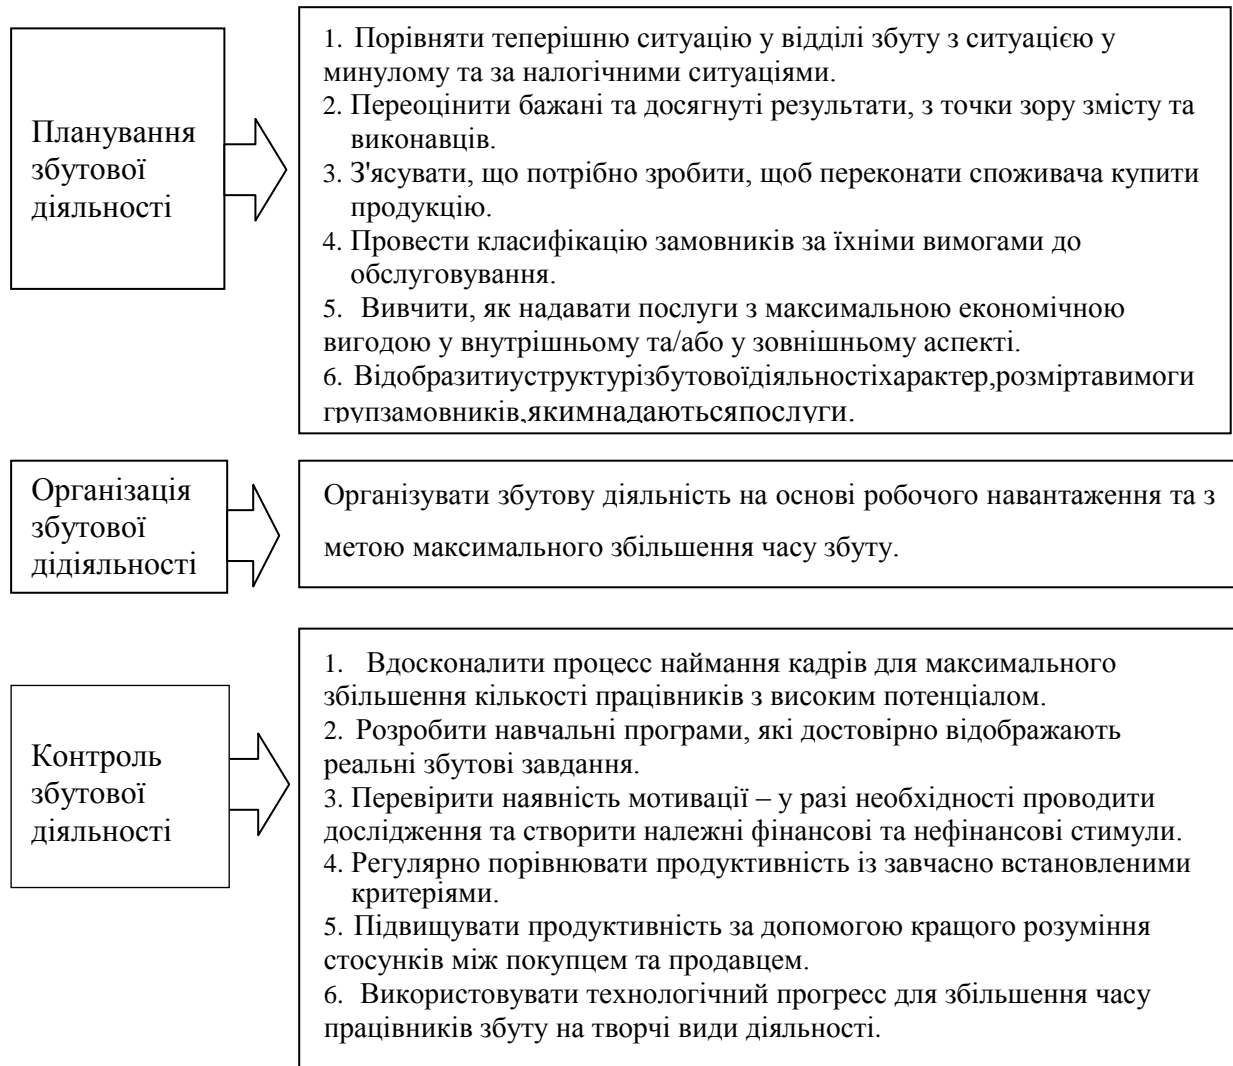 Планування
збутової
діяльності
1. Порівняти теперішню ситуацію у відділі збуту з ситуацією у
минулому та за налогічними ситуаціями.
2. Переоцінити бажані та досягнуті результати, з точки зору змісту та
виконавців.
3. З'ясувати, що потрібно зробити, щоб переконати споживача купити
продукцію.
4. Провести класифікацію замовників за їхніми вимогами до
обслуговування.
5. Вивчити, як надавати послуги з максимальною економічною
вигодою у внутрішньому та/або у зовнішньому аспекті.
6. Відобразитиуструктурізбутовоїдіяльностіхарактер,розміртавимоги
групзамовників,якимнадаютьсяпослуги.
Організація
збутової
дідіяльності
Організувати збутову діяльність на основі робочого навантаження та з
метою максимального збільшення часу збуту.
Контроль
збутової
діяльності
1. Вдосконалити процесс наймання кадрів для максимального
збільшення кількості працівників з високим потенціалом.
2. Розробити навчальні програми, які достовірно відображають
реальні збутові завдання.
3. Перевірити наявність мотивації – у разі необхідності проводити
дослідження та створити належні фінансові та нефінансові стимули.
4. Регулярно порівнювати продуктивність із завчасно встановленими
критеріями.
5. Підвищувати продуктивність за допомогою кращого розуміння
стосунків між покупцем та продавцем.
6. Використовувати технологічний прогресс для збільшення часу
працівників збуту на творчі види діяльності.